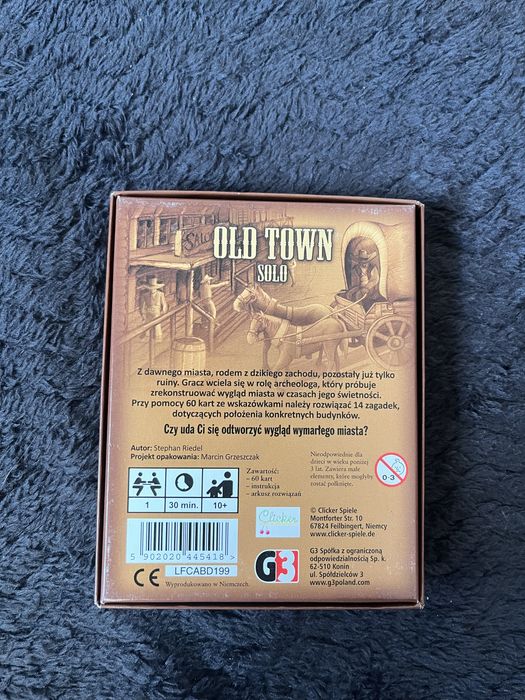 SALOON
OLD TOWN
SOLO
Z dawnego miasta, rodem z dzikiego zachodu, pozostały już tylko
ruiny. Gracz wciela się w rolę archeologa, który próbuje
zrekonstruować wygląd miasta w czasach jego świetności.
Przy pomocy 60 kart ze wskazówkami należy rozwiązać 14 zagadek,
dotyczących położenia konkretnych budynków.
Czy uda Ci się odtworzyć wygląd wymarłego miasta?
Autor: Stephan Riedel
Projekt opakowania: Marcin Grzeszczak
1
30 min.
10+
Zawartość:
- 60 kart
- instrukcja
- arkusz rozwiązań
Nieodpowiednie dla
dzieci w wieku poniżej
3 lat. Zawiera małe
elementy, które mogłyby
zostać połknięte.
0-3
Clicker
© Clicker Spiele
Montforter Str. 10
67824 Feilbingert, Niemcy
www.clicker-spiele.de
5 902020 445418 >
LFCABD199
CE
Wyprodukowano w Niemczech.
G3
G3 Spółka z ograniczoną
odpowiedzialnością Sp. k.
62-510 Konin
ul. Spółdzielców 3
www.g3poland.com